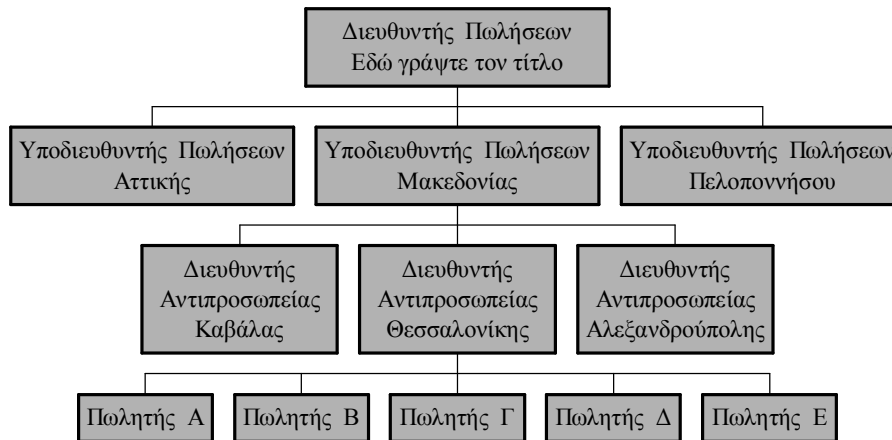 Διευθυντής Πωλήσεων
Εδώ γράψτε τον τίτλο
Υποδιευθυντής Πωλήσεων
Αττικής
Υποδιευθυντής Πωλήσεων
Μακεδονίας
Υποδιευθυντής Πωλήσεων
Πελοποννήσου
Διευθυντής
Αντιπροσωπείας
Καβάλας
Διευθυντής
Αντιπροσωπείας
Θεσσαλονίκης
Διευθυντής
Αντιπροσωπείας
Αλεξανδρούπολης
Πωλητής Α
Πωλητής Β
Πωλητής Γ
Πωλητής Δ
Πωλητής Ε